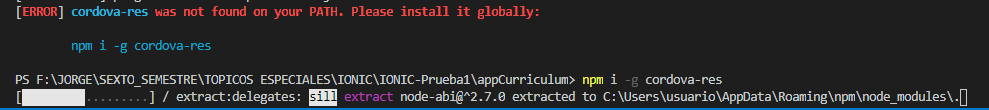 [ERROR] cordova-res was not found on your PATH. Please install it globally:
npm i -g cordova-res
PS F:\JORGE\SEXTO_SEMESTRE\TOPICOS ESPECIALES\IONIC\IONIC-Prueba1\appCurriculum> npm i -g cordova-res
[ .........] / extract:delegates: sill extract node-abi@^2.7.0 extracted to C:\Users\usuario\AppData\Roaming\npm\node_modules\.